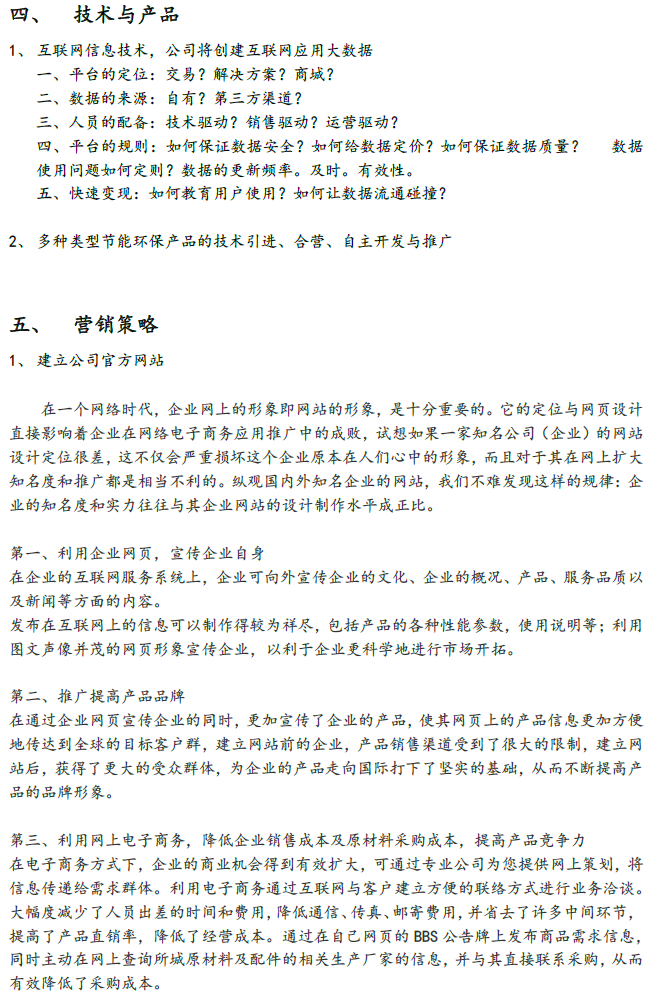 四、 技术与产品
1、 互联网信息技术，公司将创建互联网应用大数据
一、平台的定位：交易？解决方案？商城？
二、数据的来源：自有？第三方渠道？
三、人员的配备：技术驱动？销售驱动？运营驱动？
四、平台的规则：如何保证数据安全？如何给数据定价？如何保证数据质量？ 数据
使用问题如何定则？数据的更新频率。及时。有效性。
五、快速变现：如何教育用户使用？如何让数据流通碰撞？
2、 多种类型节能环保产品的技术引进、合营、自主开发与推广
五、 营销策略
1、 建立公司官方网站
在一个网络时代，企业网上的形象即网站的形象，是十分重要的。它的定位与网页设计
直接影响着企业在网络电子商务应用推广中的成败，试想如果一家知名公司（企业）的网站
设计定位很差，这不仅会严重损坏这个企业原本在人们心中的形象，而且对于其在网上扩大
知名度和推广都是相当不利的。纵观国内外知名企业的网站，我们不难发现这样的规律：企
业的知名度和实力往往与其企业网站的设计制作水平成正比。
第一、利用企业网页，宣传企业自身
在企业的互联网服务系统上，企业可向外宣传企业的文化、企业的概况、产品、服务品质以
及新闻等方面的内容。
发布在互联网上的信息可以制作得较为祥尽，包括产品的各种性能参数，使用说明等；利用
图文声像并茂的网页形象宣传企业，以利于企业更科学地进行市场开拓。
第二、推广提高产品品牌
在通过企业网页宣传企业的同时，更加宣传了企业的产品，使其网页上的产品信息更加方便
地传达到全球的目标客户群，建立网站前的企业，产品销售渠道受到了很大的限制，建立网
站后，获得了更大的受众群体，为企业的产品走向国际打下了坚实的基础，从而不断提高产
品的品牌形象。
第三、利用网上电子商务，降低企业销售成本及原材料采购成本，提高产品竞争力
在电子商务方式下，企业的商业机会得到有效扩大，可通过专业公司为您提供网上策划，将
信息传递给需求群体。利用电子商务通过互联网与客户建立方便的联络方式进行业务洽谈。
大幅度减少了人员出差的时间和费用，降低通信、传真、邮寄费用，并省去了许多中间环节，
提高了产品直销率，降低了经营成本。通过在自己网页的 BBS 公告牌上发布商品需求信息，
同时主动在网上查询所城原材料及配件的相关生产厂家的信息，并与其直接联系采购，从而
有效降低了采购成本。